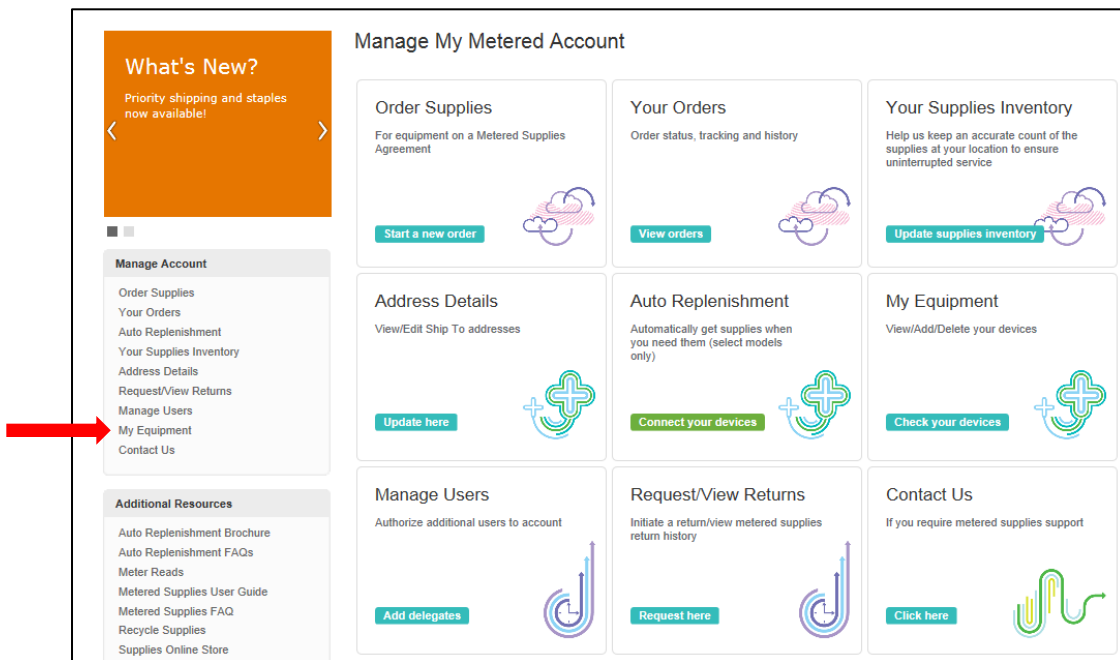 What's New?
Priority shipping and staples
now available!
Manage Account
Order Supplies
Your Orders
Auto Replenishment
Your Supplies Inventory
Address Details
Request/View Returns
Manage Users
My Equipment
Contact Us
Additional Resources
Auto Replenishment Brochure
Auto Replenishment FAQs
Meter Reads
Metered Supplies User Guide
Metered Supplies FAQ
Recycle Supplies
Supplies Online Store
Manage My Metered Account
Order Supplies
For equipment on a Metered Supplies
Agreement
Start a new order
Your Orders
Order status, tracking and history
View orders
Your Supplies Inventory
Help us keep an accurate count of the
supplies at your location to ensure
uninterrupted service
Update supplies inventory
Address Details
View/Edit Ship To addresses
Update here
Auto Replenishment
Automatically get supplies when
you need them (select models
only)
Connect your devices
My Equipment
View/Add/Delete your devices
Check your devices
Manage Users
Authorize additional users to account
Add delegates
Request/View Returns
Initiate a return/view metered supplies
return history
Request here
Contact Us
If you require metered supplies support
Click here